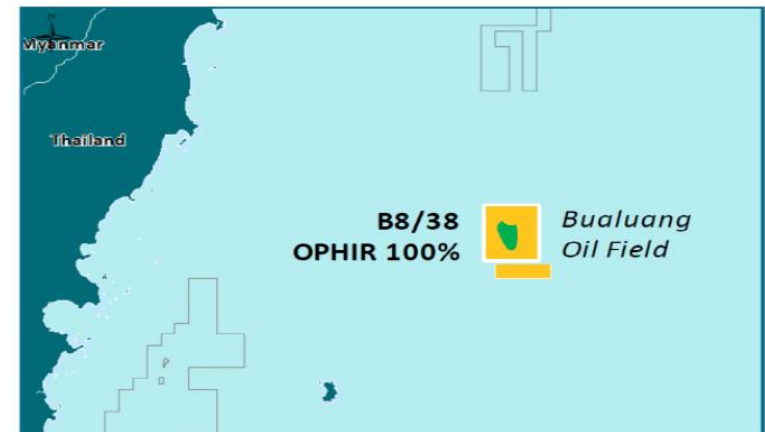 N
Myanmar
Thailand
B8/38
OPHIR 100%
Bualuang
Oil Field